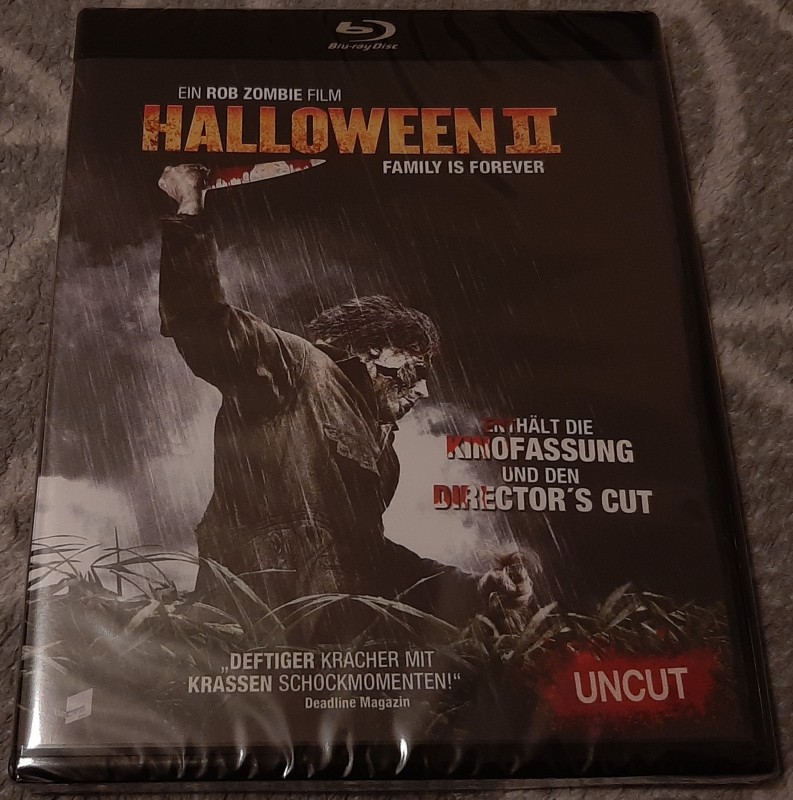 Blu-ray Disc
EIN ROB ZOMBIE FILM
HALLOWEEN II
FAMILY IS FOREVER
ENTHÄLT DIE
KINOFASSUNG
UND DEN
DIRECTOR´S CUT
„DEFTIGER KRACHER MIT
KRASSEN SCHOCKMOMENTEN!“
Deadline Magazin
UNCUT